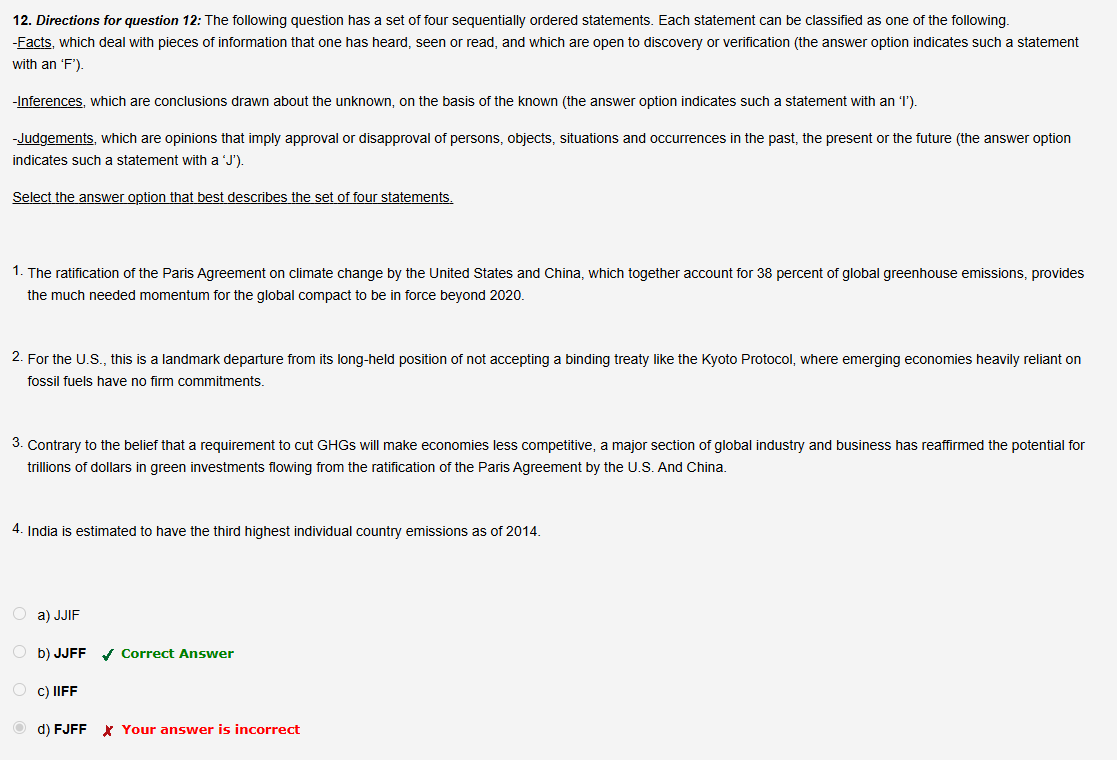 12. Directions for question 12: The following question has a set of four sequentially ordered statements. Each statement can be classified as one of the following.
-Facts, which deal with pieces of information that one has heard, seen or read, and which are open to discovery or verification (the answer option indicates such a statement
with an ‘F’).
-Inferences, which are conclusions drawn about the unknown, on the basis of the known (the answer option indicates such a statement with an ‘I’).
-Judgements, which are opinions that imply approval or disapproval of persons, objects, situations and occurrences in the past, the present or the future (the answer option
indicates such a statement with a ‘J’).
Select the answer option that best describes the set of four statements.
1. The ratification of the Paris Agreement on climate change by the United States and China, which together account for 38 percent of global greenhouse emissions, provides
the much needed momentum for the global compact to be in force beyond 2020.
2. For the U.S., this is a landmark departure from its long-held position of not accepting a binding treaty like the Kyoto Protocol, where emerging economies heavily reliant on
fossil fuels have no firm commitments.
3. Contrary to the belief that a requirement to cut GHGs will make economies less competitive, a major section of global industry and business has reaffirmed the potential for
trillions of dollars in green investments flowing from the ratification of the Paris Agreement by the U.S. And China.
4. India is estimated to have the third highest individual country emissions as of 2014.
a) JJIF
b) JJFF ✓ Correct Answer
c) IIFF
d) FJFF ✗ Your answer is incorrect